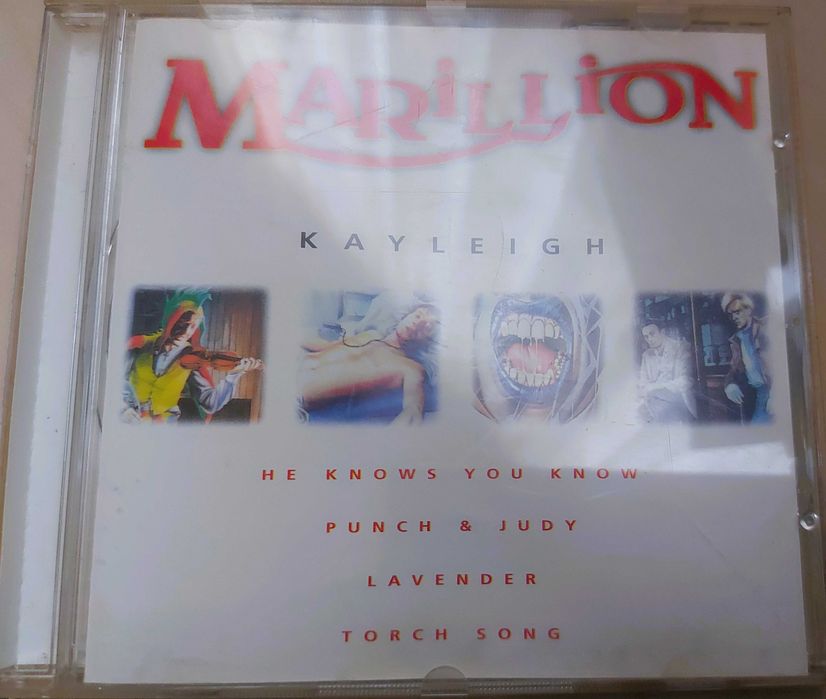 MARiLLiON
KAYLEIGH
HE KNOWS YOU KNOW
PUNCH & JUDY
LAVENDER
TORCH SONG